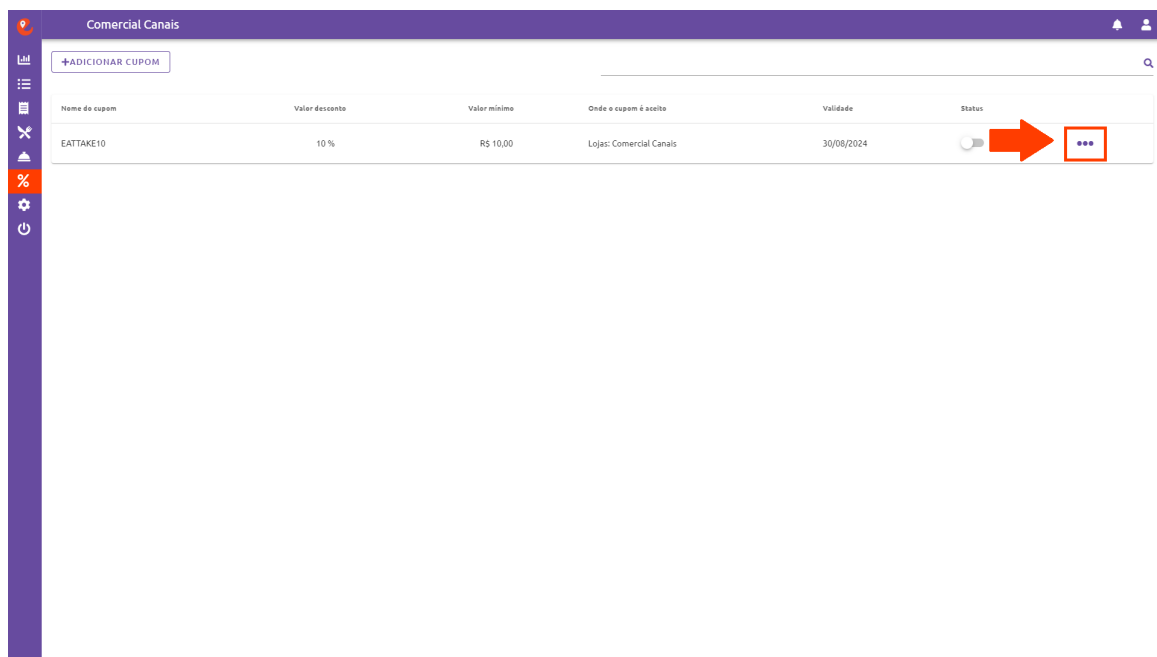 Comercial Canais
+ADICIONAR CUPOM
Nome do cupom Valor desconto Valor mínimo Onde o cupom é aceito Validade Status
EATTAKE10 10 % R$ 10,00 Lojas: Comercial Canais 30/08/2024